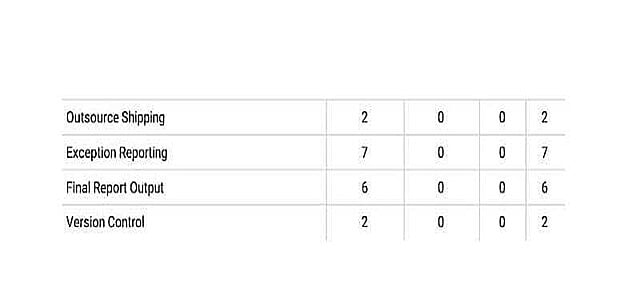 Outsource Shipping 2 0 0 2
Exception Reporting 7 0 0 7
Final Report Output 6 0 0 6
Version Control 2 0 0 2